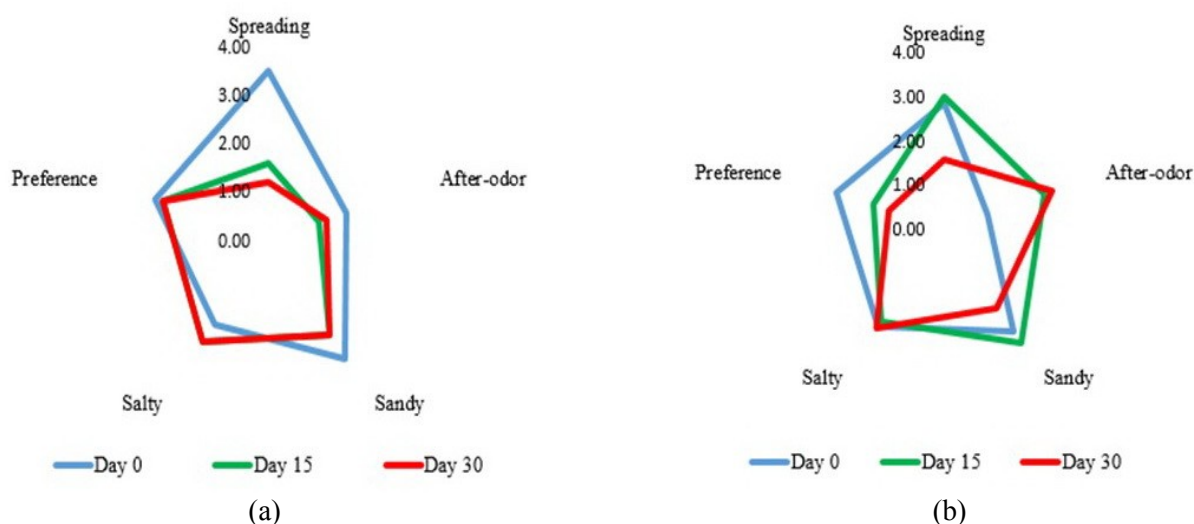 Spreading
4.00
3.00
2.00
1.00
0.00
Preference
After-odor
Salty
Sandy
Day 0
Day 15
Day 30
(a)
Spreading
4.00
3.00
2.00
1.00
0.00
Preference
After-odor
Salty
Sandy
Day 0
Day 15
Day 30
(b)